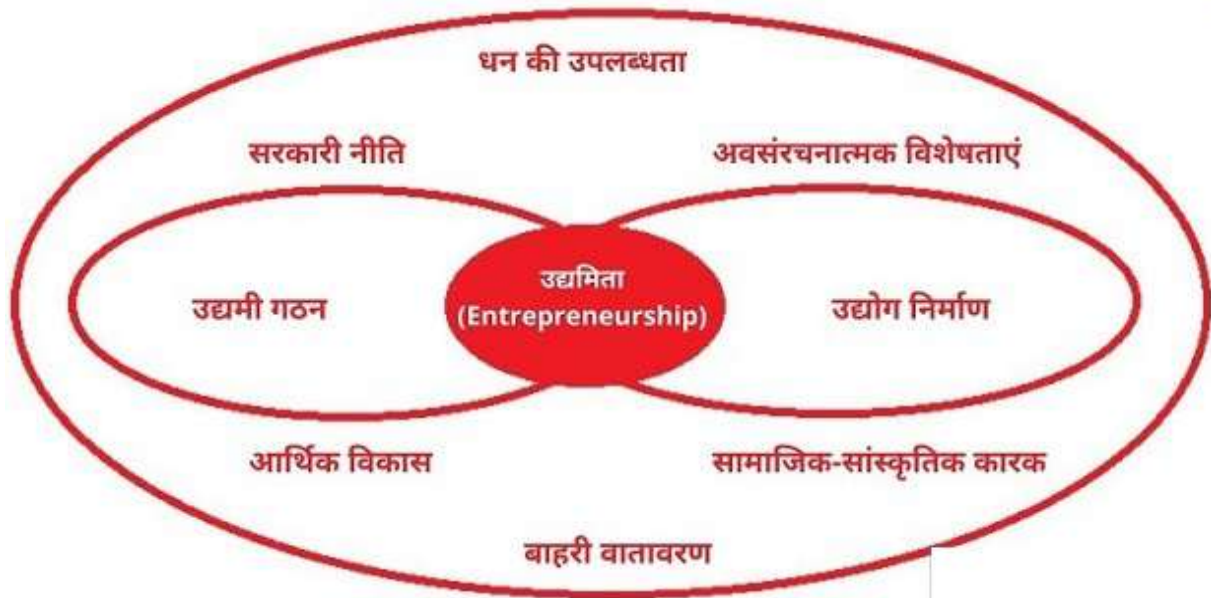 धन की उपलब्धता
सरकारी नीति
अवसंरचनात्मक विशेषताएं
उद्यमी गठन
उद्यमिता
(Entrepreneurship)
उद्योग निर्माण
आर्थिक विकास
सामाजिक-सांस्कृतिक कारक
बाहरी वातावरण